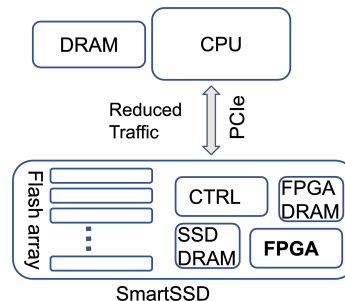 DRAM
CPU
Reduced
Traffic
PCIe
Flash array
CTRL
FPGA
DRAM
SSD
DRAM
FPGA
SmartSSD